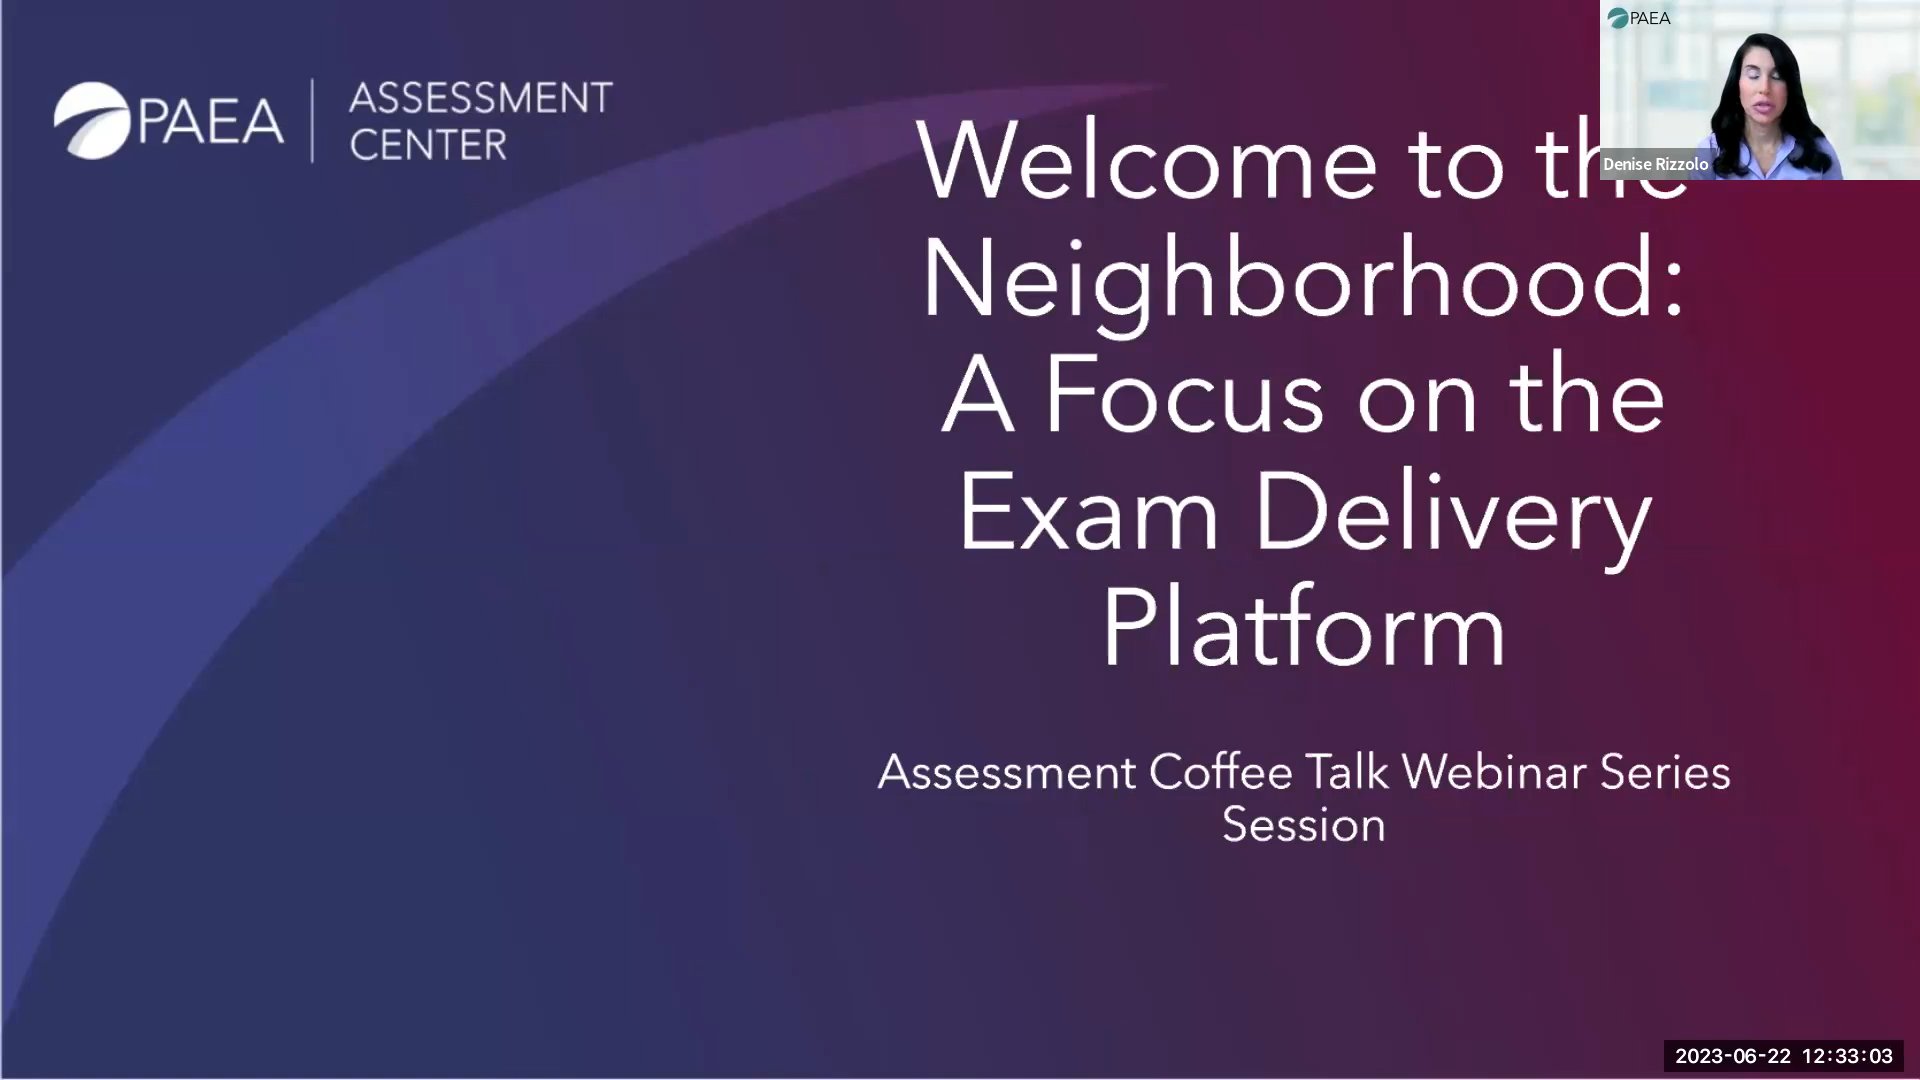 PAEA
ASSESSMENT
CENTER
PAEA
Denise Rizzolo
Welcome to the
Neighborhood:
A Focus on the
Exam Delivery
Platform
Assessment Coffee Talk Webinar Series
Session
2023-06-22 12:33:03